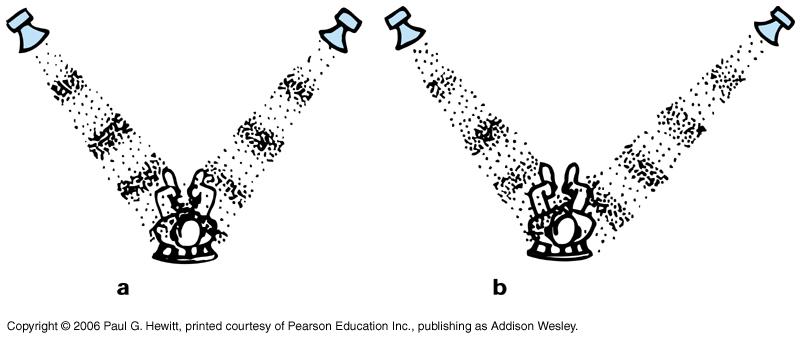 a b
Copyright © 2006 Paul G. Hewitt, printed courtesy of Pearson Education Inc., publishing as Addison Wesley.